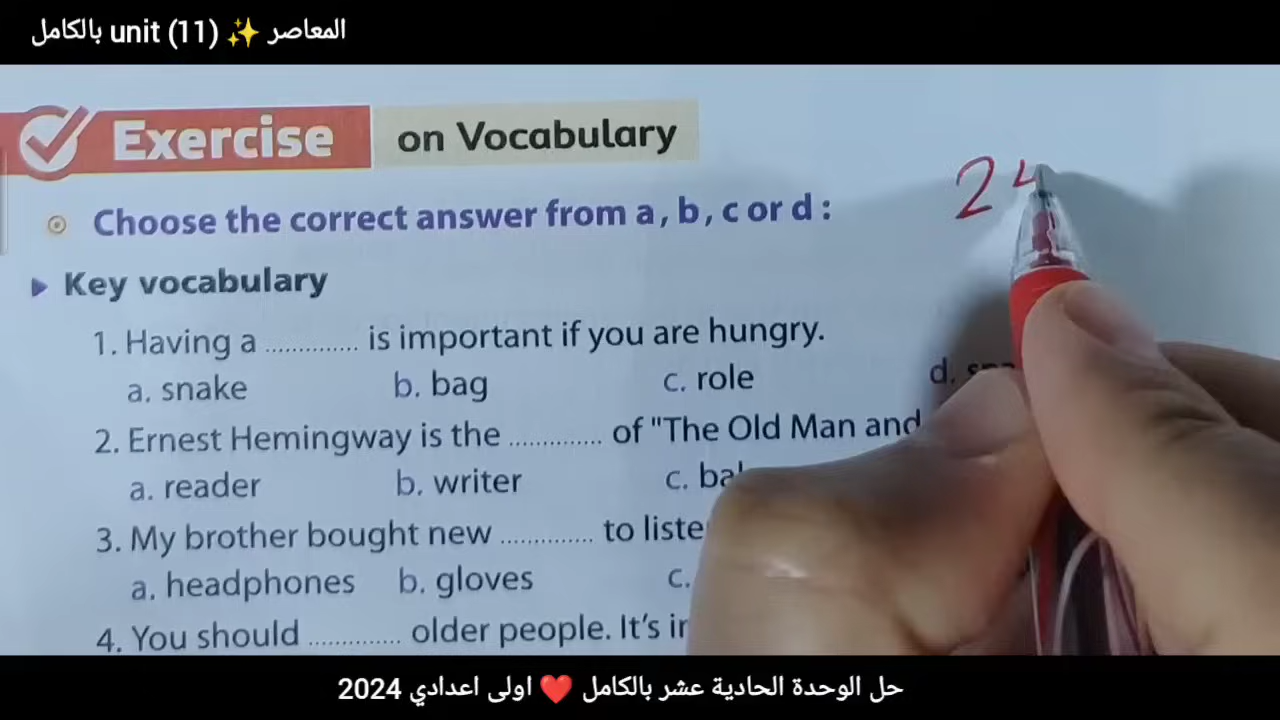 المعاصر ✨ unit (11) بالكامل
Exercise on Vocabulary
Choose the correct answer from a, b, c or d :
Key vocabulary
1. Having a .............. is important if you are hungry.
a. snake b. bag c. role d.
2. Ernest Hemingway is the .............. of "The Old Man and
a. reader b. writer c.
3. My brother bought new .............. to
a. headphones b. gloves c.
4. You should .............. older people. It's
24
حل الوحدة الحادية عشر بالكامل ❤️ اولى اعدادي 2024